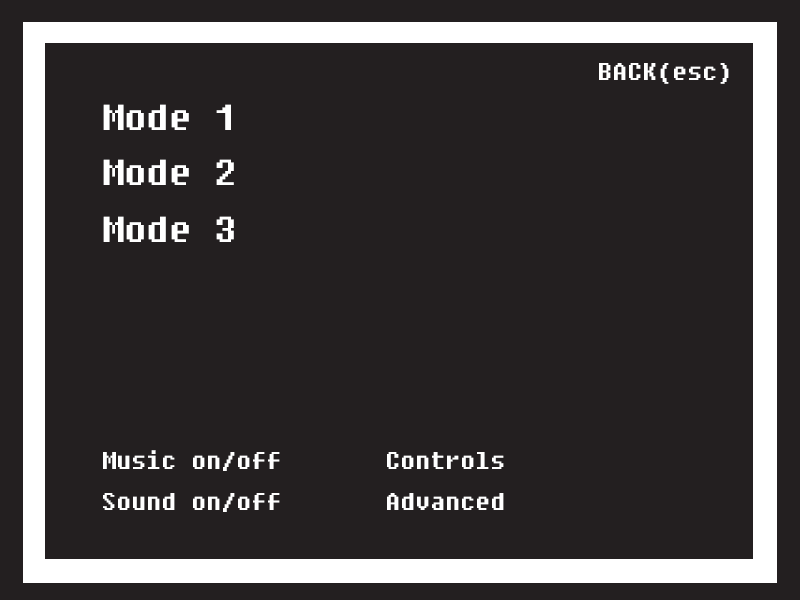 BACK(esc)
Mode 1
Mode 2
Mode 3
Music on/off
Controls
Sound on/off
Advanced